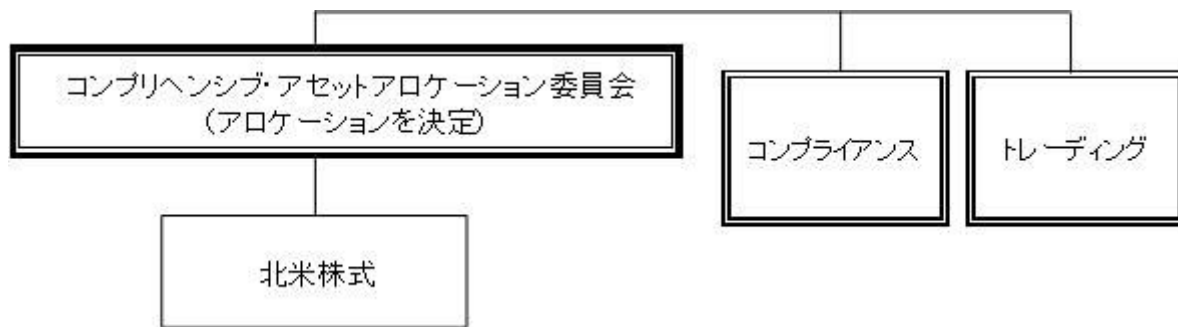 コンプリヘンシブ・アセットアロケーション委員会
(アロケーションを決定)
コンプライアンス
トレーディング
北米株式